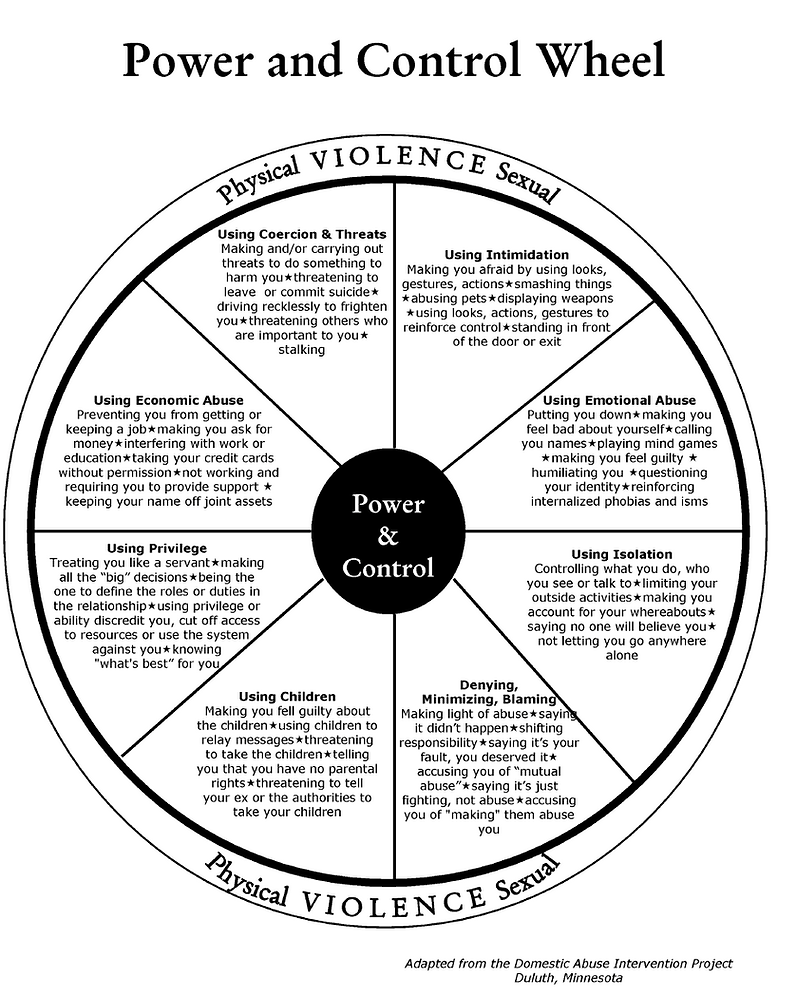 Power and Control Wheel
Physical VIOLENCE Sexual
Using Coercion & Threats
Making and/or carrying out
threats to do something to
harm you★threatening to
leave or commit suicide★
driving recklessly to frighten
you★threatening others who
are important to you★
stalking
Using Intimidation
Making you afraid by using looks,
gestures, actions★smashing things
★abusing pets★displaying weapons
★using looks, actions, gestures to
reinforce control★standing in front
of the door or exit
Using Economic Abuse
Preventing you from getting or
keeping a job★making you ask for
money★interfering with work or
education★taking your credit cards
without permission★not working and
requiring you to provide support ★
keeping your name off joint assets
Using Emotional Abuse
Putting you down★making you
feel bad about yourself★calling
you names★playing mind games
★making you feel guilty ★
humiliating you ★questioning
your identity★reinforcing
internalized phobias and isms
Power
&
Control
Using Privilege
Treating you like a servant★making
all the “big” decisions★being the
one to define the roles or duties in
the relationship★using privilege or
ability discredit you, cut off access
to resources or use the system
against you★knowing
"what's best” for you
Using Isolation
Controlling what you do, who
you see or talk to★limiting your
outside activities★making you
account for your whereabouts★
saying no one will believe you★
not letting you go anywhere
alone
Using Children
Making you fell guilty about
the children★using children to
relay messages★threatening
to take the children★telling
you that you have no parental
rights★threatening to tell
your ex or the authorities to
take your children
Denying,
Minimizing, Blaming
Making light of abuse★saying
it didn’t happen★shifting
responsibility★saying it’s your
fault, you deserved it★
accusing you of “mutual
abuse”★saying it’s just
fighting, not abuse★accusing
you of "making" them abuse
you
Physical VIOLENCE Sexual
Adapted from the Domestic Abuse Intervention Project
Duluth, Minnesota